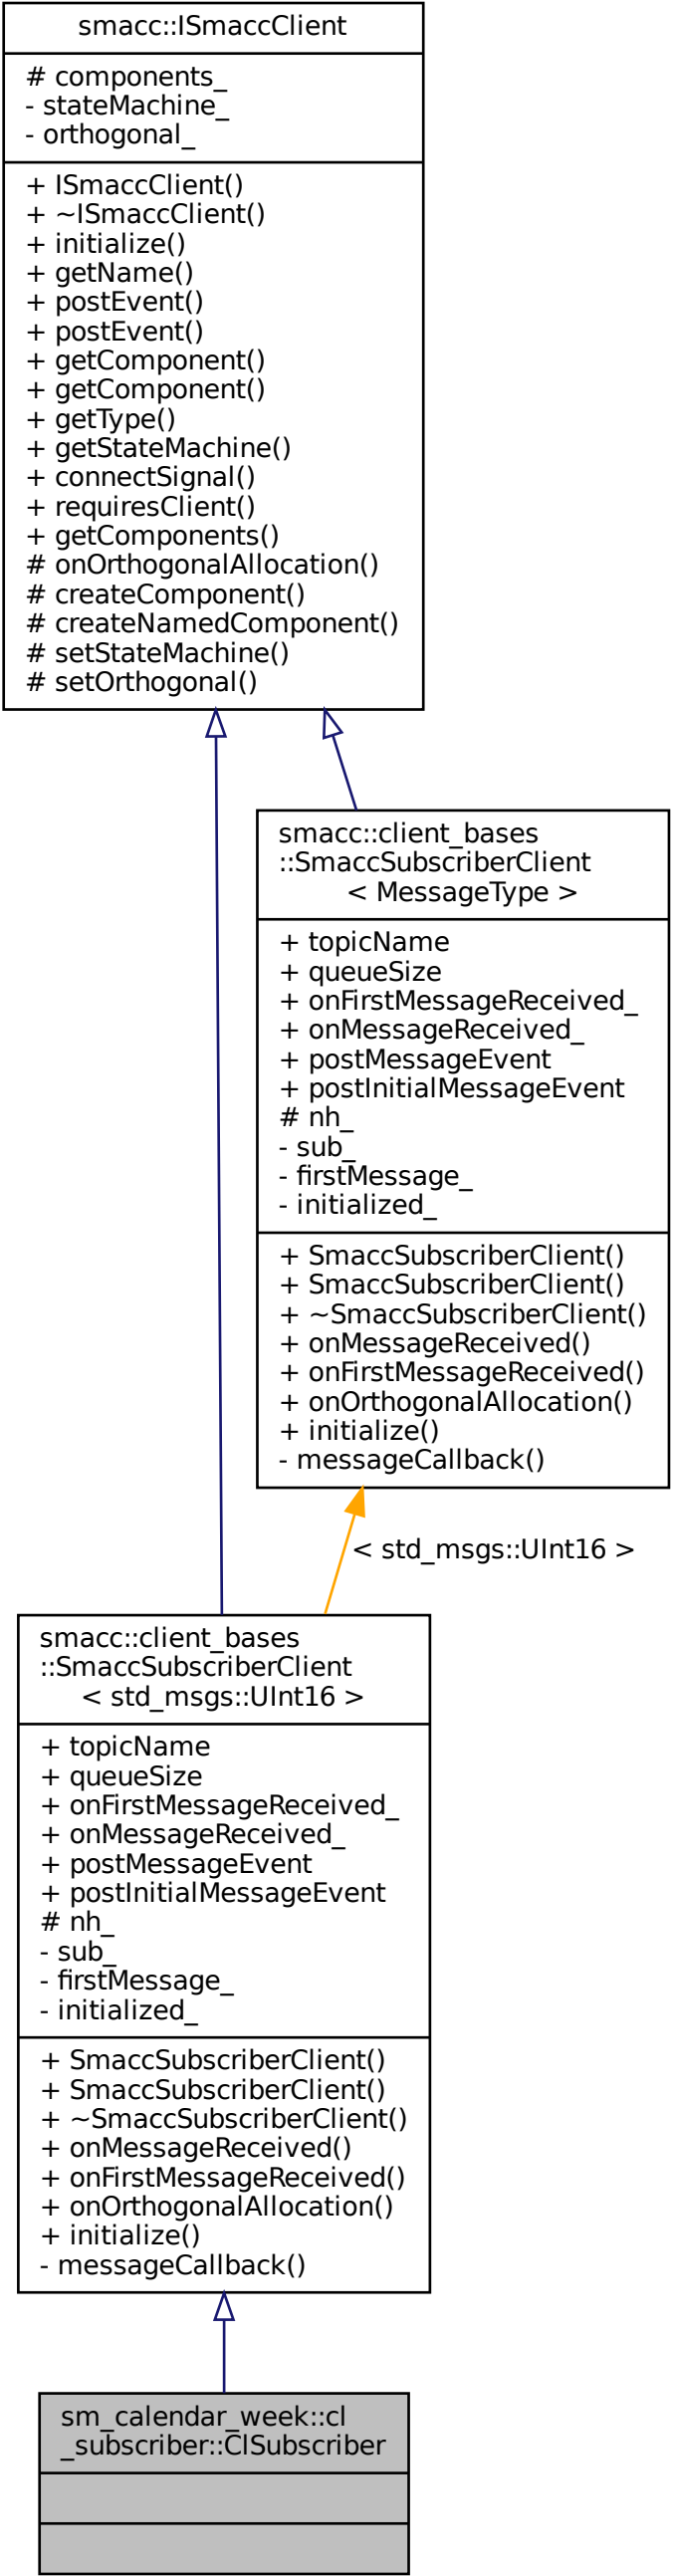 smacc::ISmaccClient
# components_
- stateMachine_
- orthogonal_
+ ISmaccClient()
+ ~ISmaccClient()
+ initialize()
+ getName()
+ postEvent()
+ postEvent()
+ getComponent()
+ getComponent()
+ getType()
+ getStateMachine()
+ connectSignal()
+ requiresClient()
+ getComponents()
# onOrthogonalAllocation()
# createComponent()
# createNamedComponent()
# setStateMachine()
# setOrthogonal()
smacc::client_bases
::SmaccSubscriberClient
< MessageType >
+ topicName
+ queueSize
+ onFirstMessageReceived_
+ onMessageReceived_
+ postMessageEvent
+ postInitialMessageEvent
# nh_
- sub_
- firstMessage_
- initialized_
+ SmaccSubscriberClient()
+ SmaccSubscriberClient()
+ ~SmaccSubscriberClient()
+ onMessageReceived()
+ onFirstMessageReceived()
+ onOrthogonalAllocation()
+ initialize()
- messageCallback()
< std_msgs::UInt16 >
smacc::client_bases
::SmaccSubscriberClient
< std_msgs::UInt16 >
+ topicName
+ queueSize
+ onFirstMessageReceived_
+ onMessageReceived_
+ postMessageEvent
+ postInitialMessageEvent
# nh_
- sub_
- firstMessage_
- initialized_
+ SmaccSubscriberClient()
+ SmaccSubscriberClient()
+ ~SmaccSubscriberClient()
+ onMessageReceived()
+ onFirstMessageReceived()
+ onOrthogonalAllocation()
+ initialize()
- messageCallback()
sm_calendar_week::cl
_subscriber::ClSubscriber